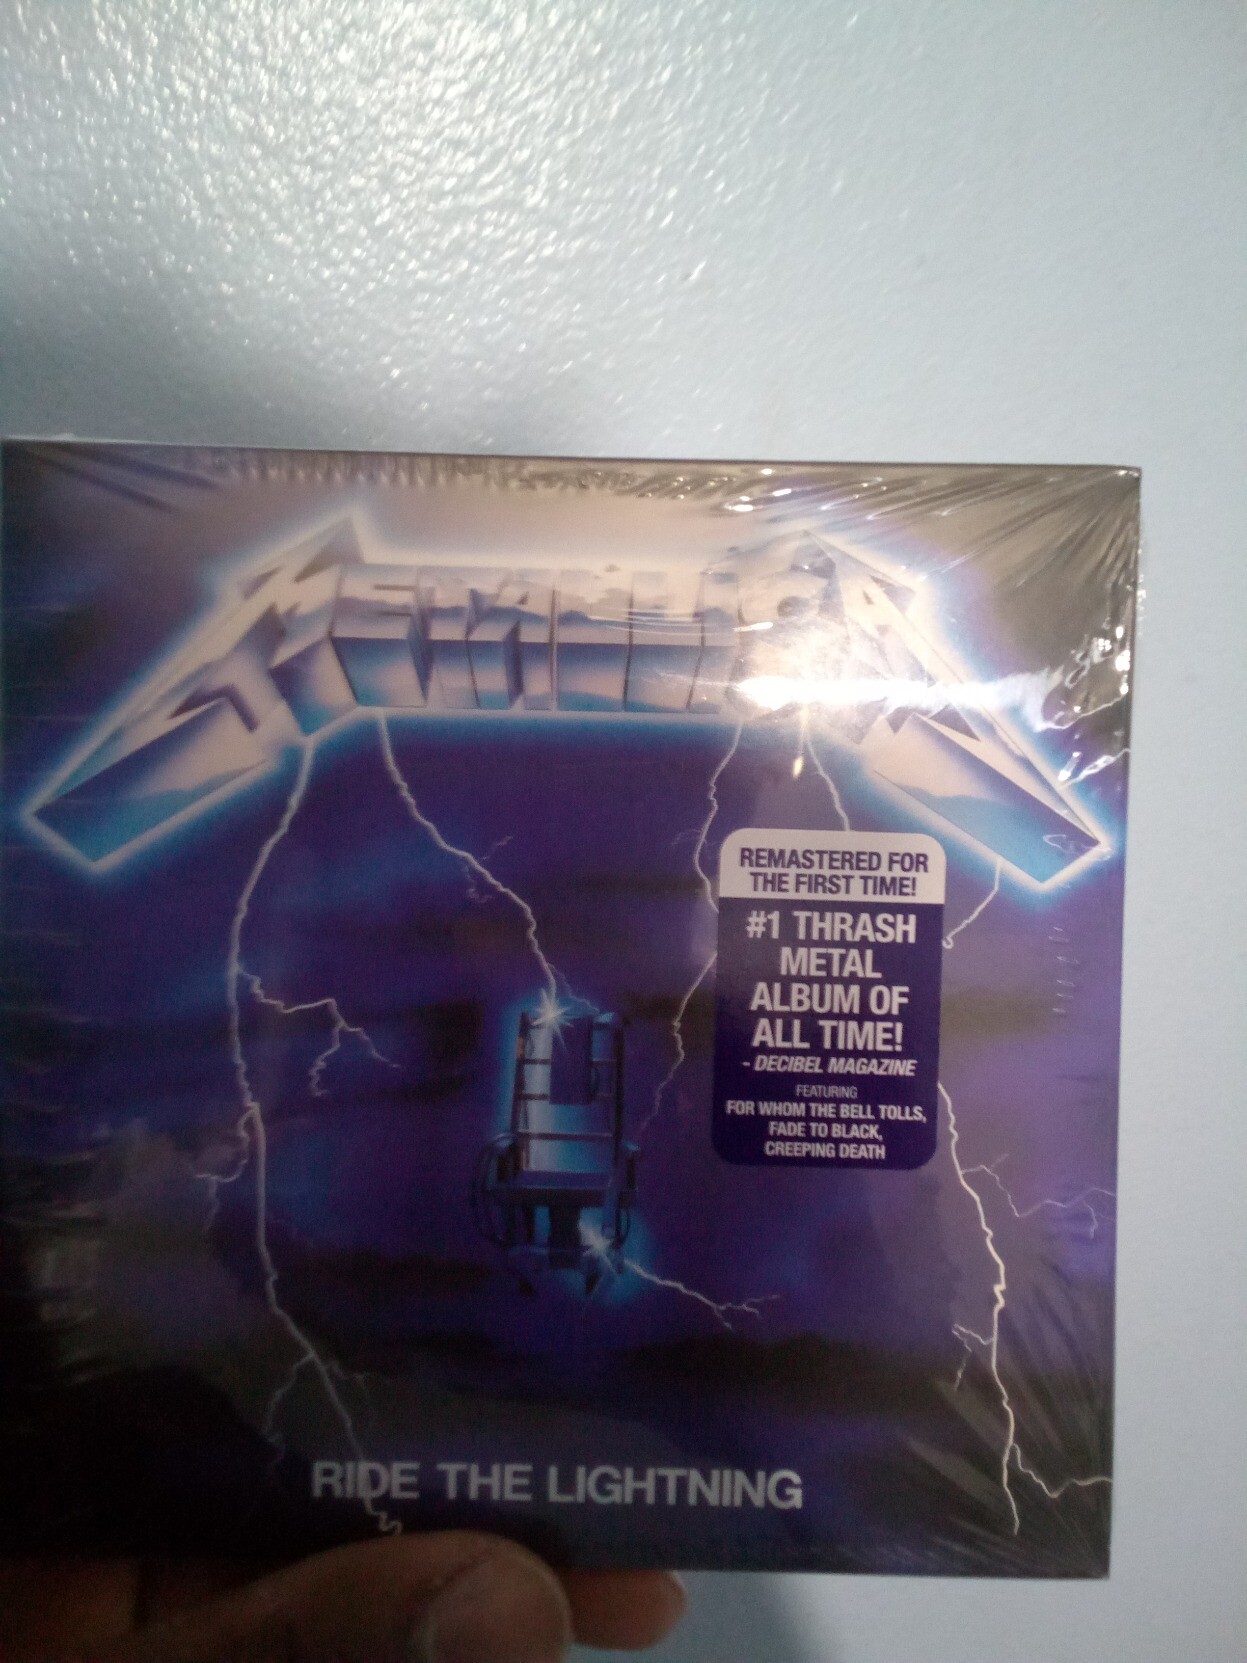 METALLICA
REMASTERED FOR
THE FIRST TIME!
#1 THRASH
METAL
ALBUM OF
ALL TIME!
- DECIBEL MAGAZINE
FEATURING
FOR WHOM THE BELL TOLLS,
FADE TO BLACK,
CREEPING DEATH
RIDE THE LIGHTNING